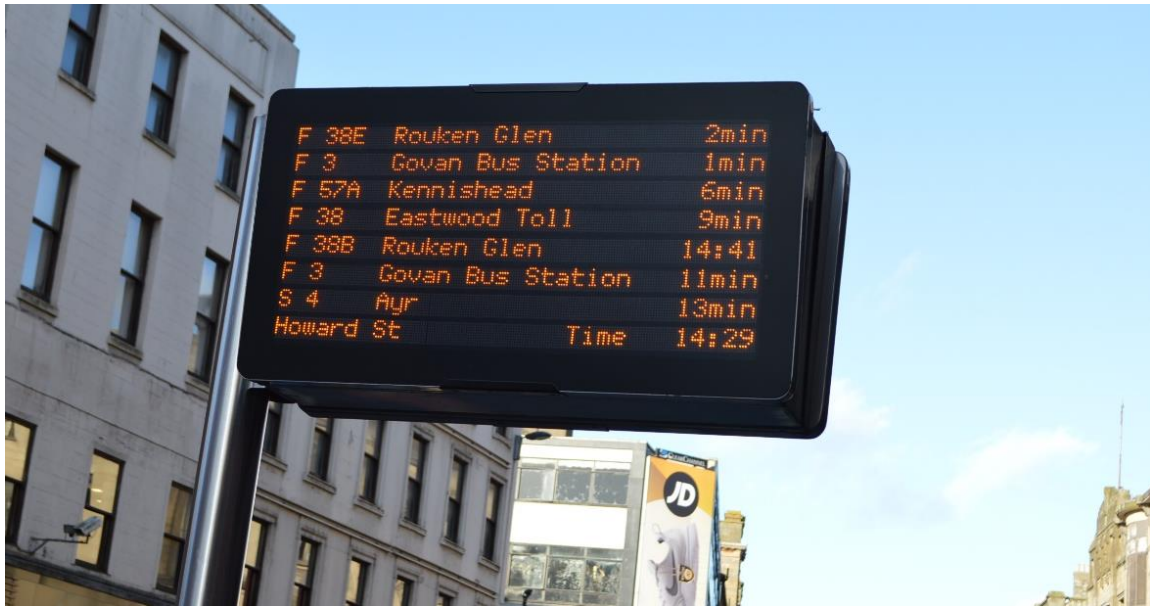 F 38E Rouken Glen 2min
F 3 Govan Bus Station 1min
F 57A Kennishead 6min
F 38 Eastwood Toll 9min
F 38B Rouken Glen 14:41
F 3 Govan Bus Station 11min
S 4 Ayr 13min
Howard St Time 14:29
JD